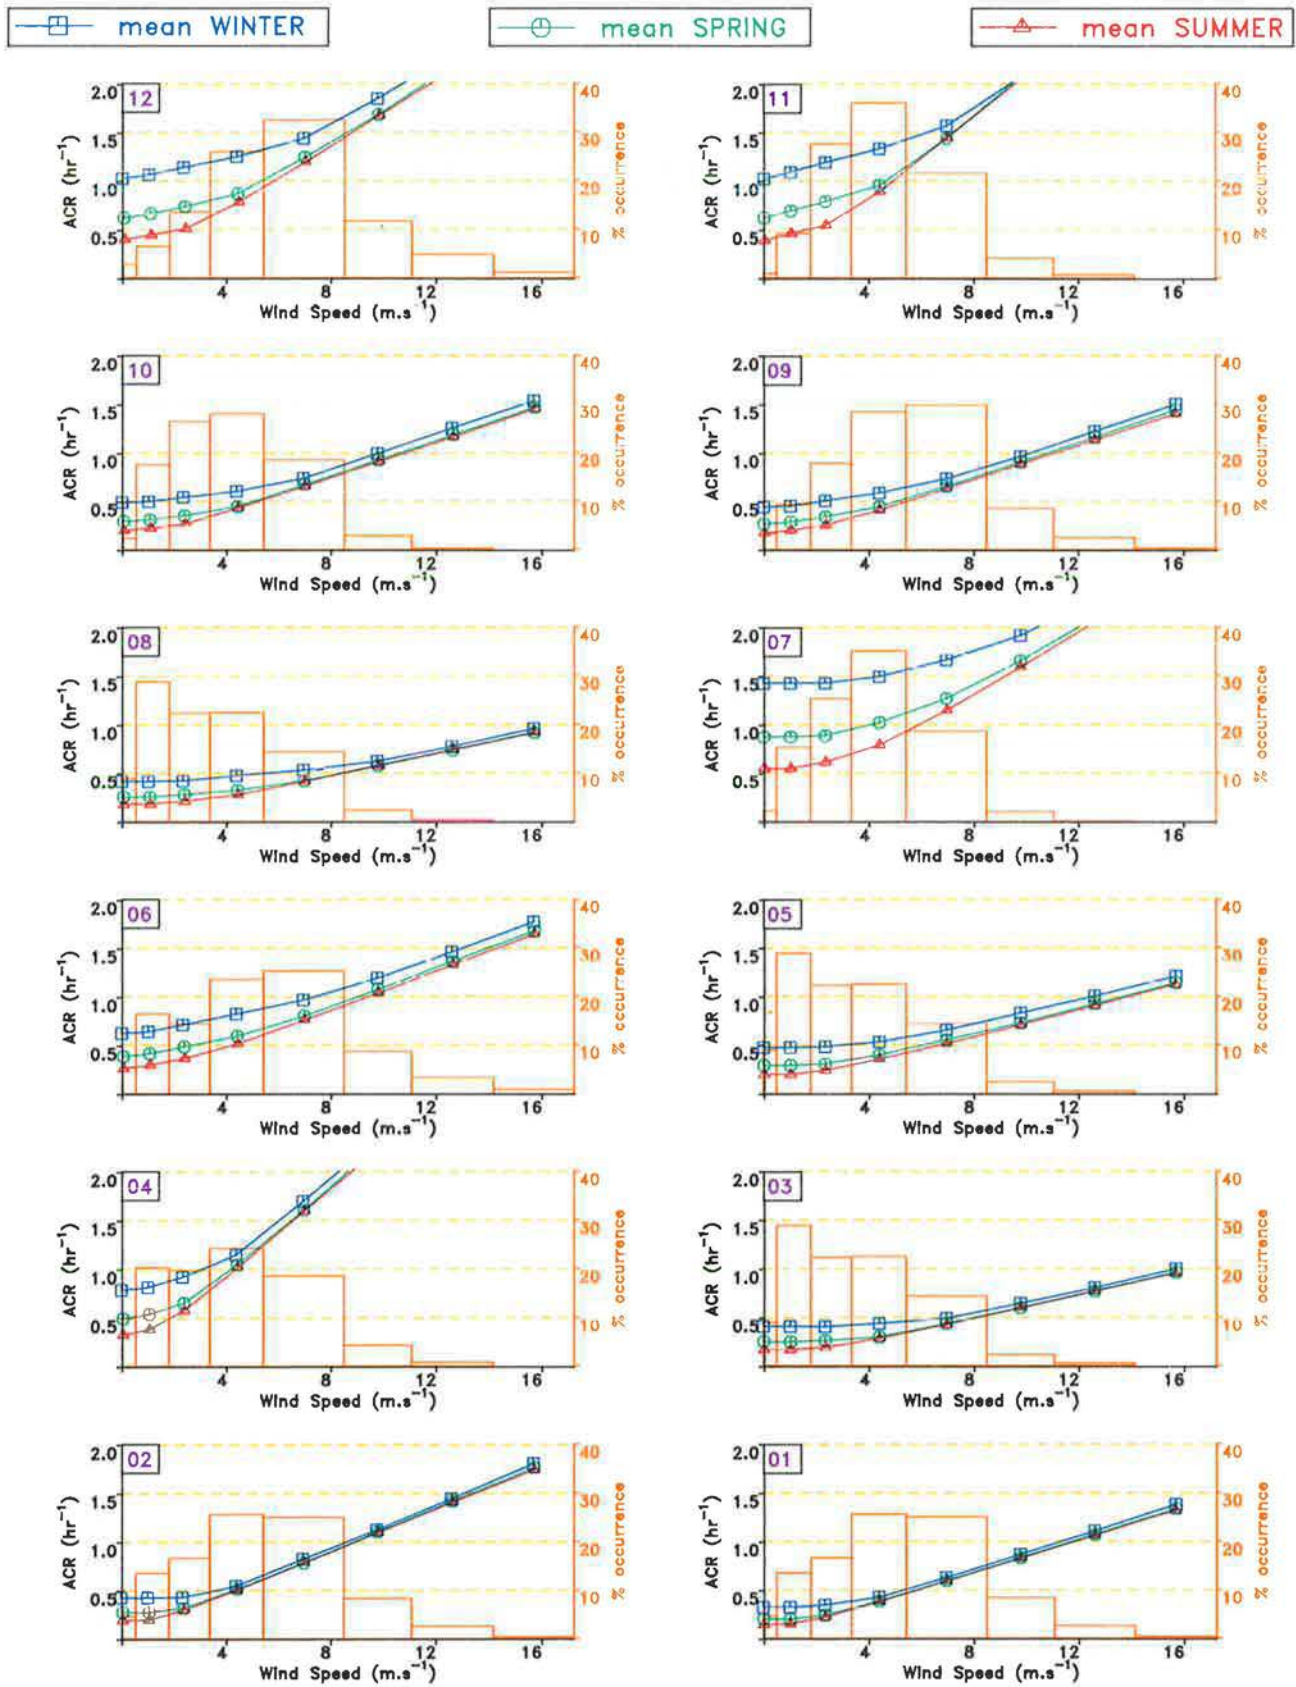 mean WINTER mean SPRING mean SUMMER
12
2.0
1.5
1.0
0.5
ACR (hr⁻¹)
40
30
20
10
% occurrence
4 8 12 16
Wind Speed (m.s⁻¹)
11
2.0
1.5
1.0
0.5
ACR (hr⁻¹)
40
30
20
10
% occurrence
4 8 12 16
Wind Speed (m.s⁻¹)
10
2.0
1.5
1.0
0.5
ACR (hr⁻¹)
40
30
20
10
% occurrence
4 8 12 16
Wind Speed (m.s⁻¹)
09
2.0
1.5
1.0
0.5
ACR (hr⁻¹)
40
30
20
10
% occurrence
4 8 12 16
Wind Speed (m.s⁻¹)
08
2.0
1.5
1.0
0.5
ACR (hr⁻¹)
40
30
20
10
% occurrence
4 8 12 16
Wind Speed (m.s⁻¹)
07
2.0
1.5
1.0
0.5
ACR (hr⁻¹)
40
30
20
10
% occurrence
4 8 12 16
Wind Speed (m.s⁻¹)
06
2.0
1.5
1.0
0.5
ACR (hr⁻¹)
40
30
20
10
% occurrence
4 8 12 16
Wind Speed (m.s⁻¹)
05
2.0
1.5
1.0
0.5
ACR (hr⁻¹)
40
30
20
10
% occurrence
4 8 12 16
Wind Speed (m.s⁻¹)
04
2.0
1.5
1.0
0.5
ACR (hr⁻¹)
40
30
20
10
% occurrence
4 8 12 16
Wind Speed (m.s⁻¹)
03
2.0
1.5
1.0
0.5
ACR (hr⁻¹)
40
30
20
10
% occurrence
4 8 12 16
Wind Speed (m.s⁻¹)
02
2.0
1.5
1.0
0.5
ACR (hr⁻¹)
40
30
20
10
% occurrence
4 8 12 16
Wind Speed (m.s⁻¹)
01
2.0
1.5
1.0
0.5
ACR (hr⁻¹)
40
30
20
10
% occurrence
4 8 12 16
Wind Speed (m.s⁻¹)